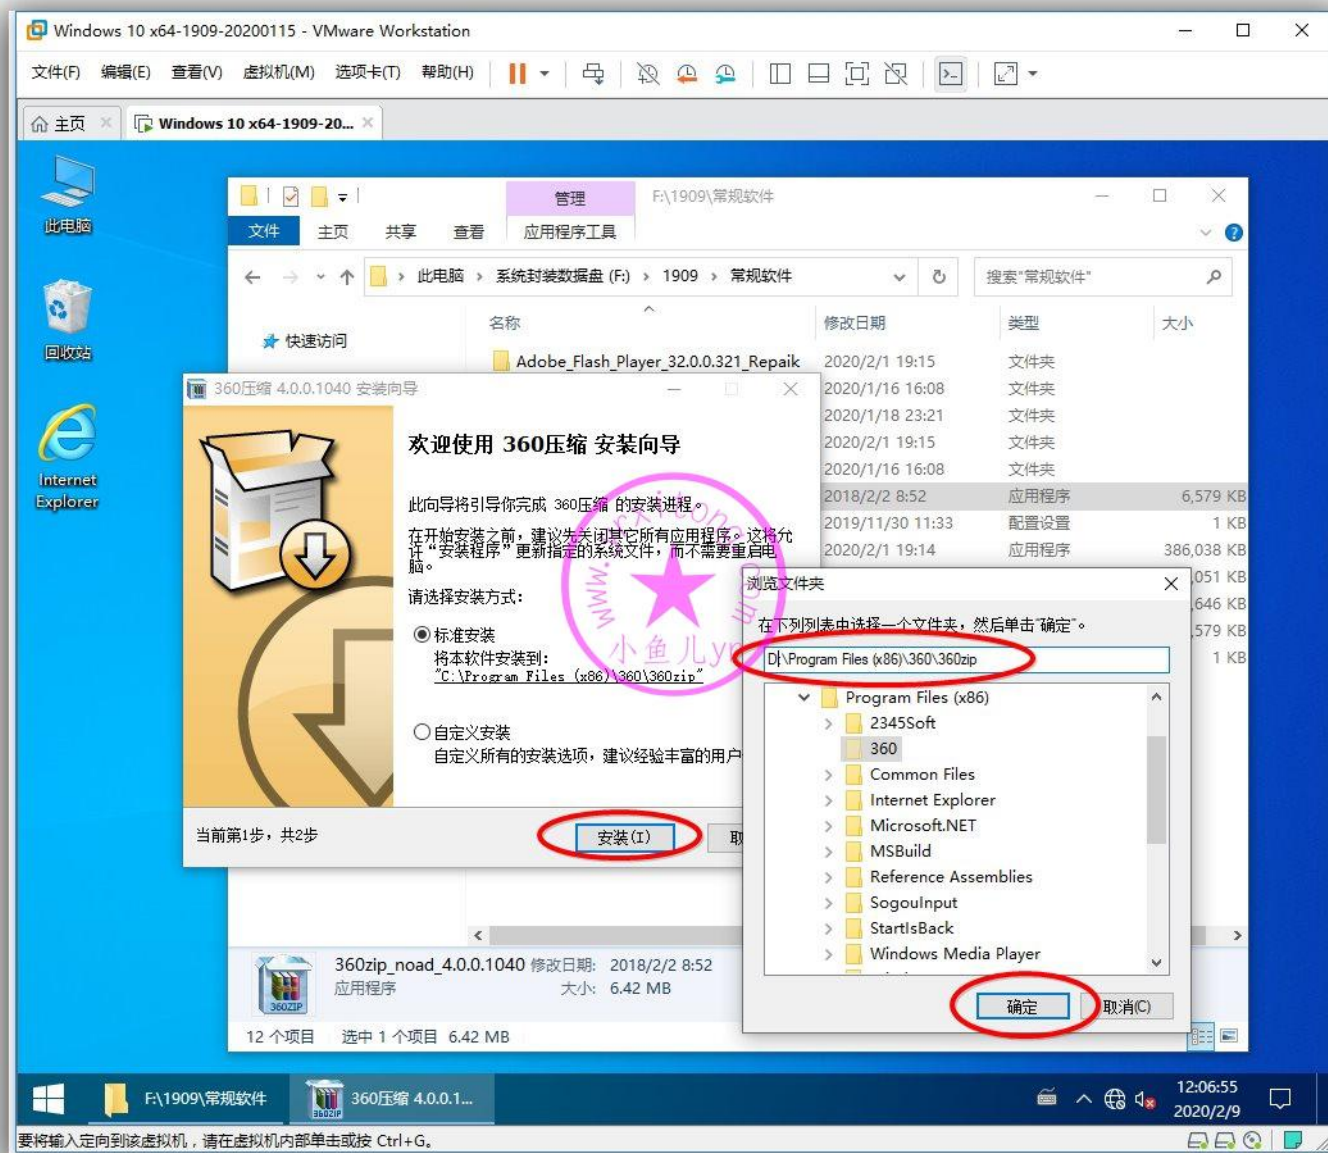 Windows 10 x64-1909-20200115 - VMware Workstation
文件(F) 编辑(E) 查看(V) 虚拟机(M) 选项卡(T) 帮助(H)
主页 Windows 10 x64-1909-20...
此电脑
回收站
Internet
Explorer
管理 F:\1909\常规软件
文件 主页 共享 查看 应用程序工具
此电脑 › 系统封装数据盘 (F:) › 1909 › 常规软件 搜索"常规软件"
快速访问
名称 修改日期 类型 大小
Adobe_Flash_Player_32.0.0.321_Repaik 2020/2/1 19:15 文件夹
2020/1/16 16:08 文件夹
2020/1/18 23:21 文件夹
2020/2/1 19:15 文件夹
2020/1/16 16:08 文件夹
2018/2/2 8:52 应用程序 6,579 KB
2019/11/30 11:33 配置设置 1 KB
2020/2/1 19:14 应用程序 386,038 KB
,051 KB
,646 KB
,579 KB
1 KB
360压缩 4.0.0.1040 安装向导
欢迎使用 360压缩 安装向导
此向导将引导你完成 360压缩 的安装进程。
在开始安装之前，建议先关闭其它所有应用程序。这将允
许“安装程序”更新指定的系统文件，而不需要重启电
脑。
请选择安装方式：
标准安装
将本软件安装到：
"C:\Program Files (x86)\360\360zip"
自定义安装
自定义所有的安装选项，建议经验丰富的用户
当前第1步，共2步
安装(I)
www.yrxitong.com
小鱼儿yr
浏览文件夹
在下列列表中选择一个文件夹，然后单击"确定"。
D:\Program Files (x86)\360\360zip
Program Files (x86)
2345Soft
360
Common Files
Internet Explorer
Microsoft.NET
MSBuild
Reference Assemblies
SogouInput
StartIsBack
Windows Media Player
确定 取消(C)
360zip_noad_4.0.0.1040 修改日期: 2018/2/2 8:52
应用程序 大小: 6.42 MB
360ZIP
12 个项目 选中 1 个项目 6.42 MB
F:\1909\常规软件 360压缩 4.0.0.1...
360ZIP
12:06:55
2020/2/9
要将输入定向到该虚拟机，请在虚拟机内部单击或按 Ctrl+G。